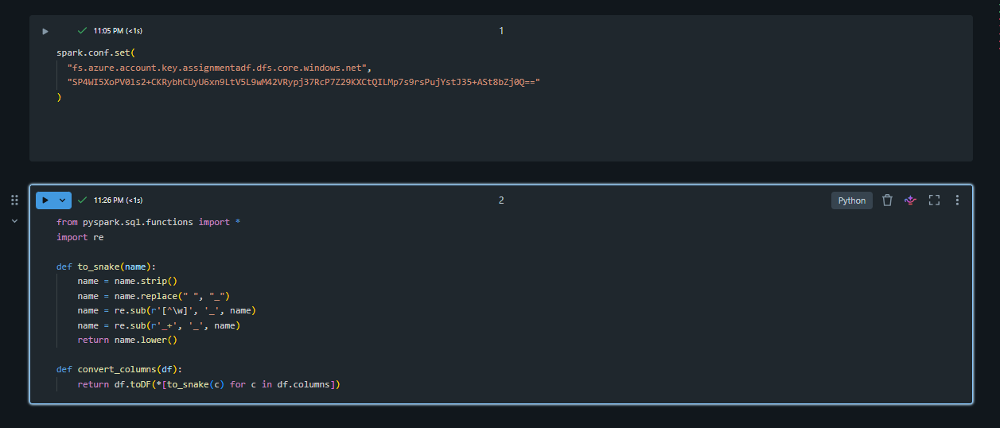 11:05 PM (<1s)
1
spark.conf.set(
"fs.azure.account.key.assignmentadf.dfs.core.windows.net",
"SP4WI5XoPV0ls2+CKRybhCUyU6xn9LtV5L9wM42VRypj37RcP7Z29KXCtQILMp7s9rsPujYstJ35+ASt8bZj0Q=="
)
11:26 PM (<1s)
2
Python
from pyspark.sql.functions import *
import re
def to_snake(name):
name = name.strip()
name = name.replace(" ", "_")
name = re.sub(r'[^\w]', '_', name)
name = re.sub(r'_+', '_', name)
return name.lower()
def convert_columns(df):
return df.toDF(*[to_snake(c) for c in df.columns])